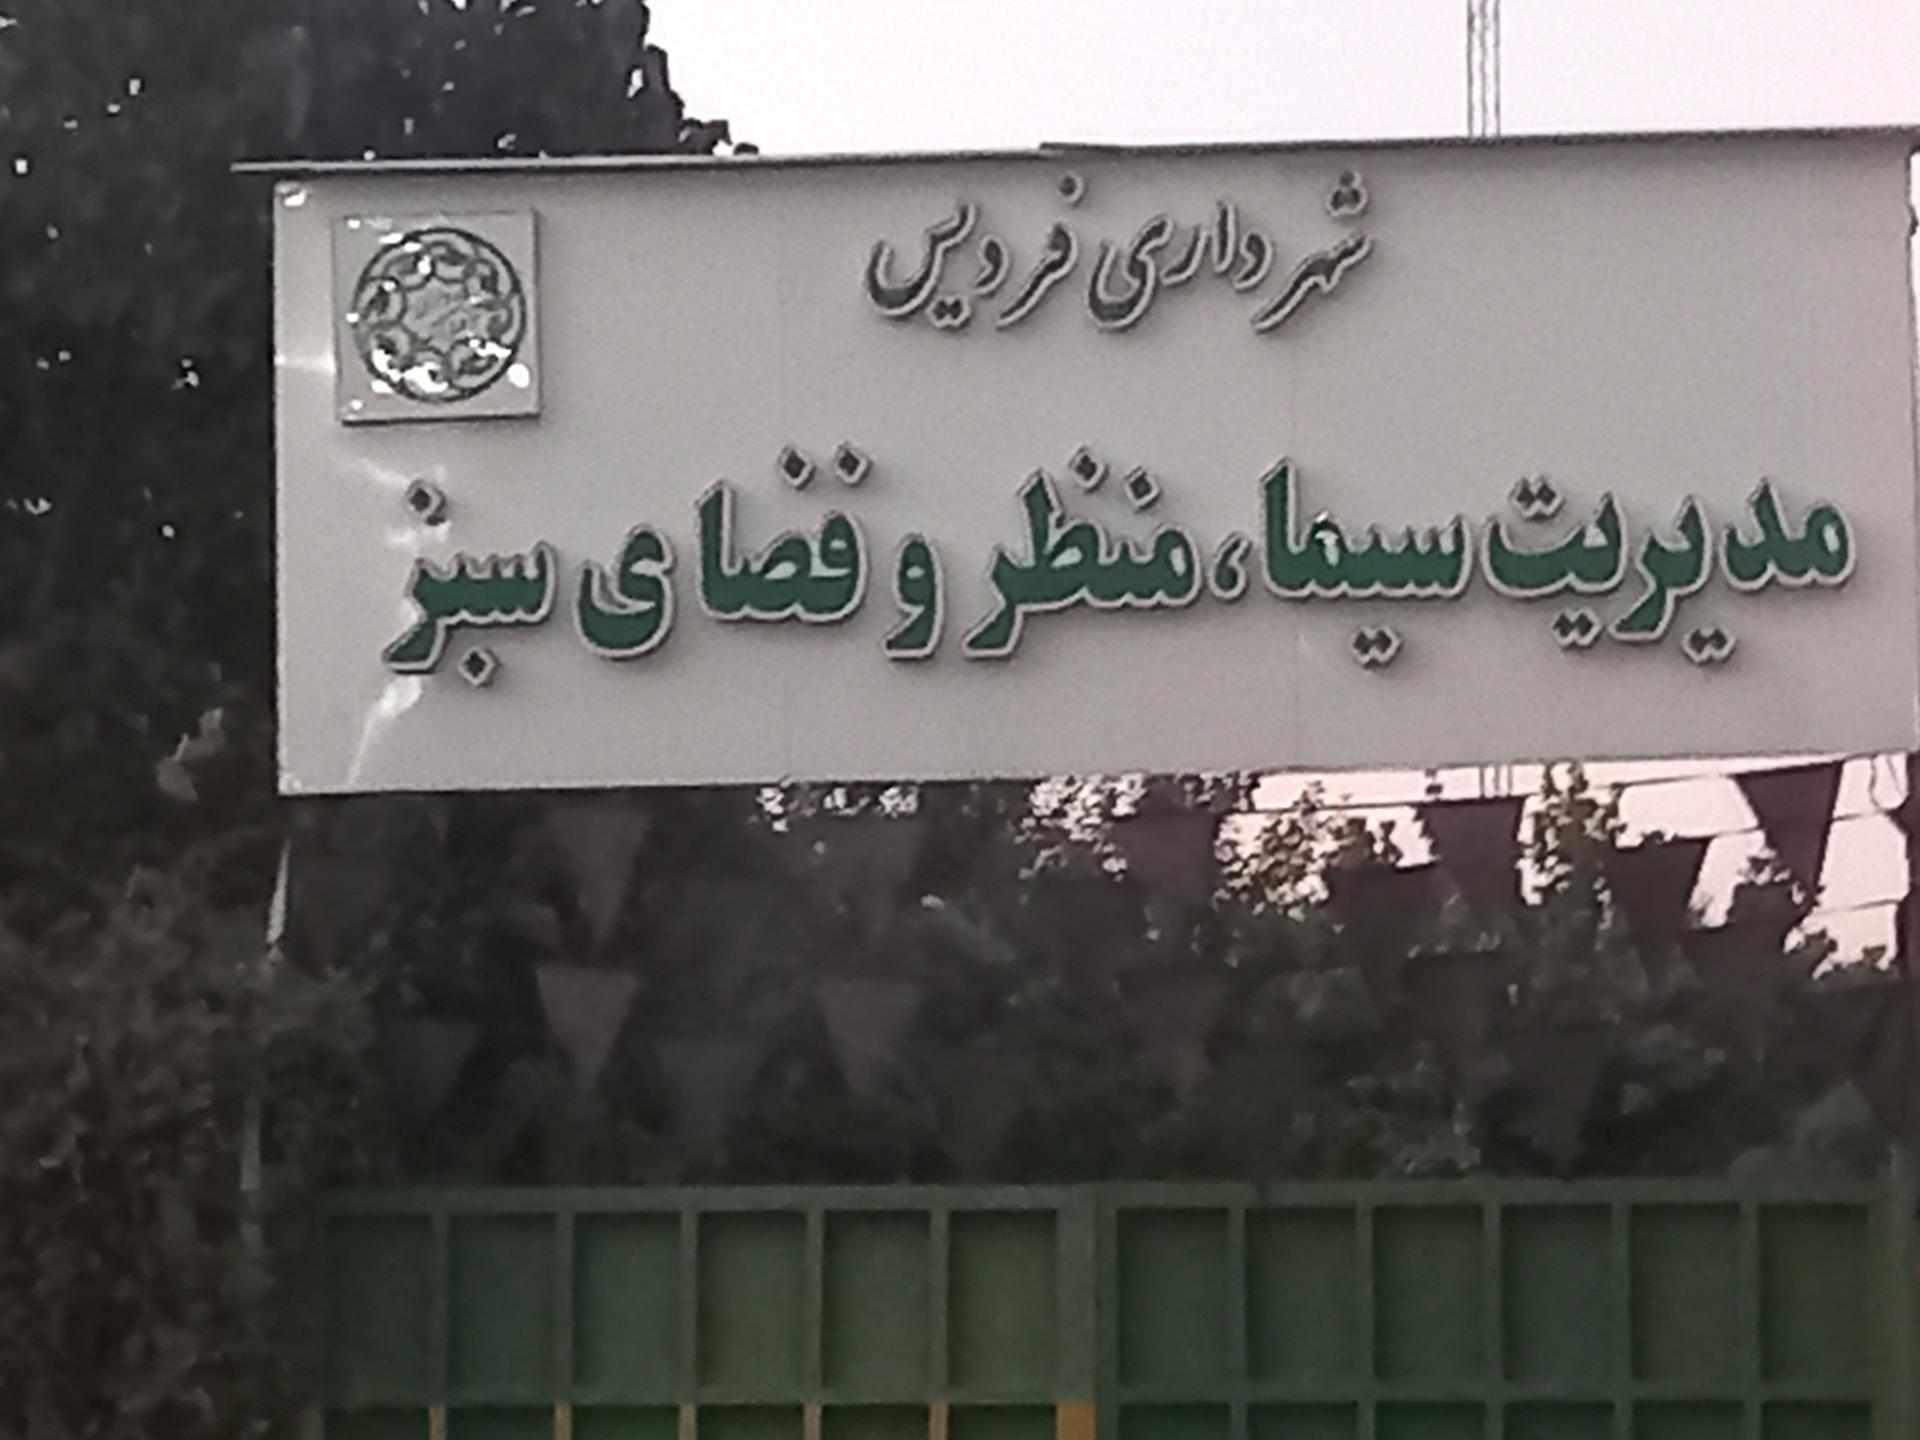 شهرداری فردیس
مدیریت سیما، منظر و فضای سبز